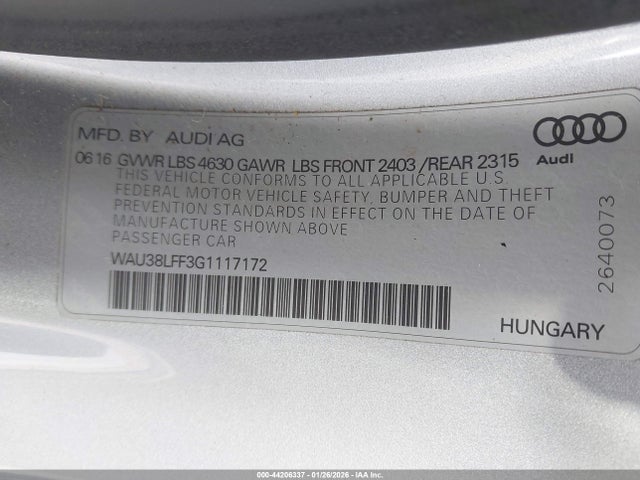 MFD. BY AUDI AG
0616 GVWR LBS 4630 GAWR LBS FRONT 2403 /REAR 2315
THIS VEHICLE CONFORMS TO ALL APPLICABLE U.S.
FEDERAL MOTOR VEHICLE SAFETY, BUMPER AND THEFT
PREVENTION STANDARDS IN EFFECT ON THE DATE OF
MANUFACTURE SHOWN ABOVE
PASSENGER CAR
WAU38LFF3G1117172
Audi
2640073
HUNGARY
000-44206337 - 01/26/2026 - IAA Inc.